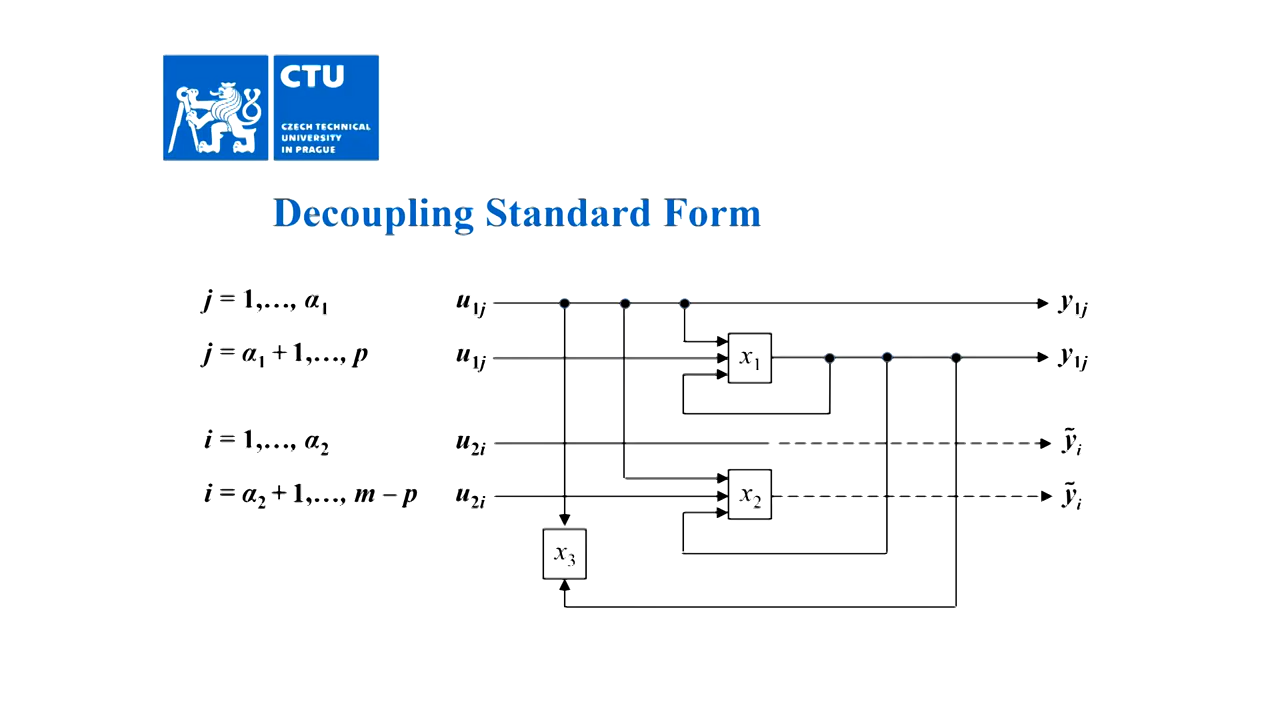 CTU
CZECH TECHNICAL
UNIVERSITY
IN PRAGUE
Decoupling Standard Form
j = 1,…, α₁ u₁ⱼ y₁ⱼ
j = α₁ + 1,…, p u₁ⱼ x₁ y₁ⱼ
i = 1,…, α₂ u₂ᵢ ỹᵢ
i = α₂ + 1,…, m – p u₂ᵢ x₂ ỹᵢ
x₃